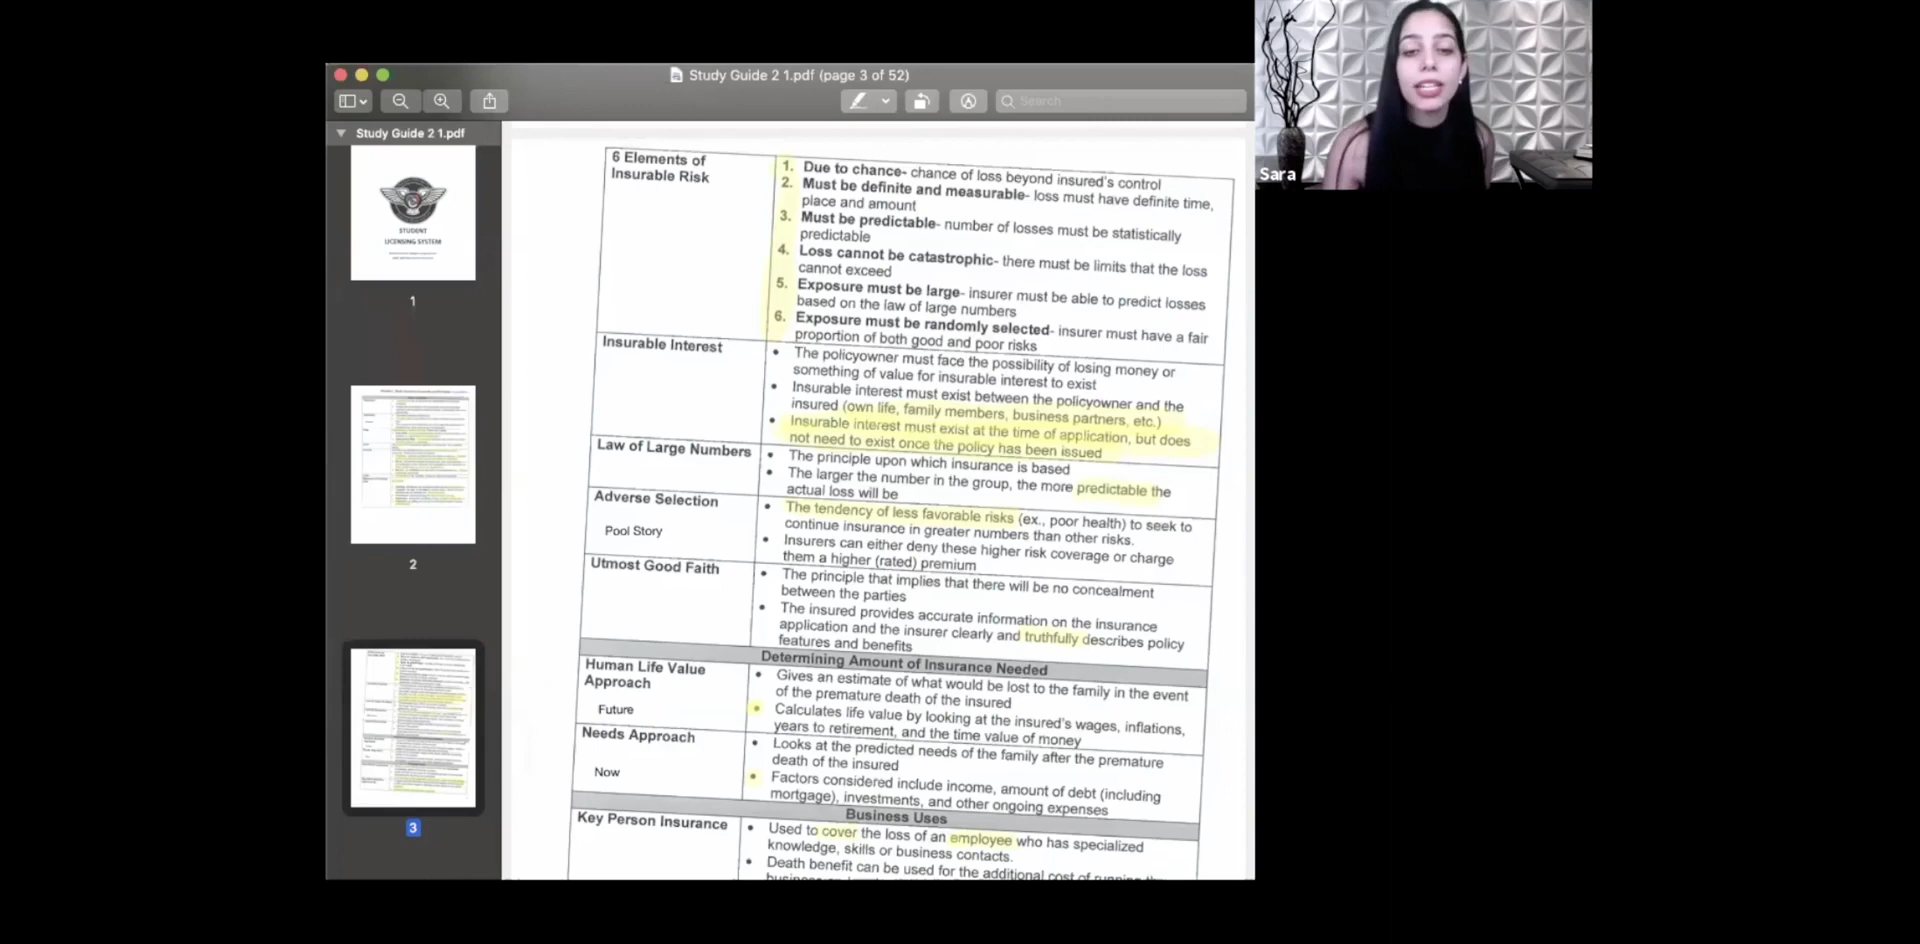 Study Guide 2 1.pdf (page 3 of 52)
Search
Study Guide 2 1.pdf
STUDENT
LICENSING SYSTEM
1
2
3
Sara
6 Elements of
Insurable Risk
1. Due to chance- chance of loss beyond insured's control
2. Must be definite and measurable- loss must have definite time,
place and amount
3. Must be predictable- number of losses must be statistically
predictable
4. Loss cannot be catastrophic- there must be limits that the loss
cannot exceed
5. Exposure must be large- insurer must be able to predict losses
based on the law of large numbers
6. Exposure must be randomly selected- insurer must have a fair
proportion of both good and poor risks
Insurable Interest
• The policyowner must face the possibility of losing money or
something of value for insurable interest to exist
• Insurable interest must exist between the policyowner and the
insured (own life, family members, business partners, etc.)
• Insurable interest must exist at the time of application, but does
not need to exist once the policy has been issued
Law of Large Numbers
• The principle upon which insurance is based
• The larger the number in the group, the more predictable the
actual loss will be
Adverse Selection
Pool Story
• The tendency of less favorable risks (ex., poor health) to seek to
continue insurance in greater numbers than other risks.
• Insurers can either deny these higher risk coverage or charge
them a higher (rated) premium
Utmost Good Faith
• The principle that implies that there will be no concealment
between the parties
• The insured provides accurate information on the insurance
application and the insurer clearly and truthfully describes policy
features and benefits
Determining Amount of Insurance Needed
Human Life Value
Approach
Future
• Gives an estimate of what would be lost to the family in the event
of the premature death of the insured
• Calculates life value by looking at the insured's wages, inflations,
years to retirement, and the time value of money
Needs Approach
Now
• Looks at the predicted needs of the family after the premature
death of the insured
• Factors considered include income, amount of debt (including
mortgage), investments, and other ongoing expenses
Business Uses
Key Person Insurance
• Used to cover the loss of an employee who has specialized
knowledge, skills or business contacts.
• Death benefit can be used for the additional cost of running